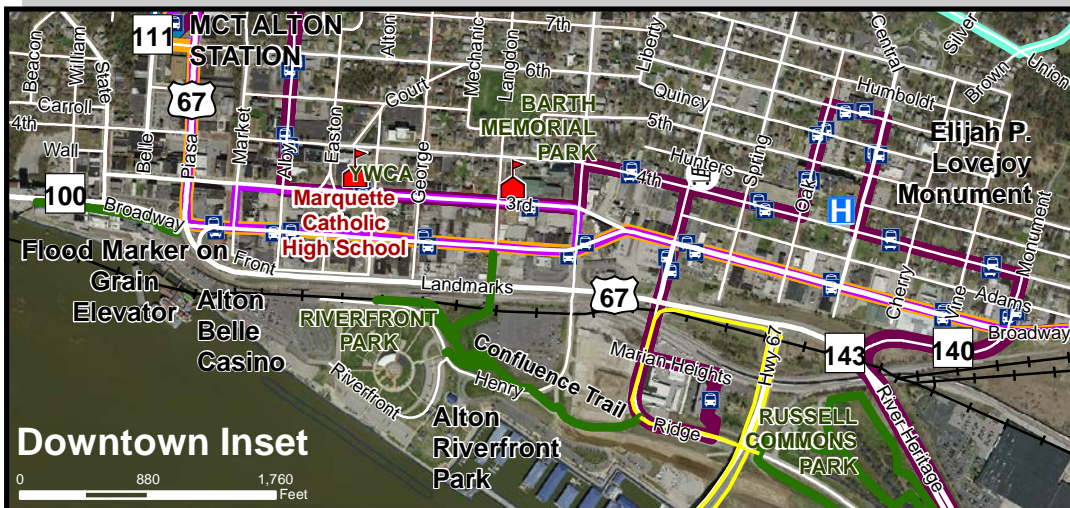 111
MCT ALTON
STATION
67
Beacon
William
State
Carroll
4th
Wall
Belle
Piasa
Market
Alby
Easton
Alton
Court
George
Mechanic
Langdon
7th
6th
Liberty
Quincy
5th
Hunters
4th
Spring
Oak
Central
Humboldt
Silver
Brown
Union
BARTH
MEMORIAL
PARK
YWCA
Marquette
Catholic
High School
3rd
H
Elijah P.
Lovejoy
Monument
Monument
100
Broadway
Front
Landmarks
67
Cherry
Vine
Adams
Broadway
Flood Marker on
Grain
Elevator
Alton
Belle
Casino
RIVERFRONT
PARK
Riverfront
Henry
Confluence Trail
Marian Heights
Ridge
Hwy 67
143
140
River Heritage
RUSSELL
COMMONS
PARK
Alton
Riverfront
Park
Downtown Inset
0
880
1,760
Feet